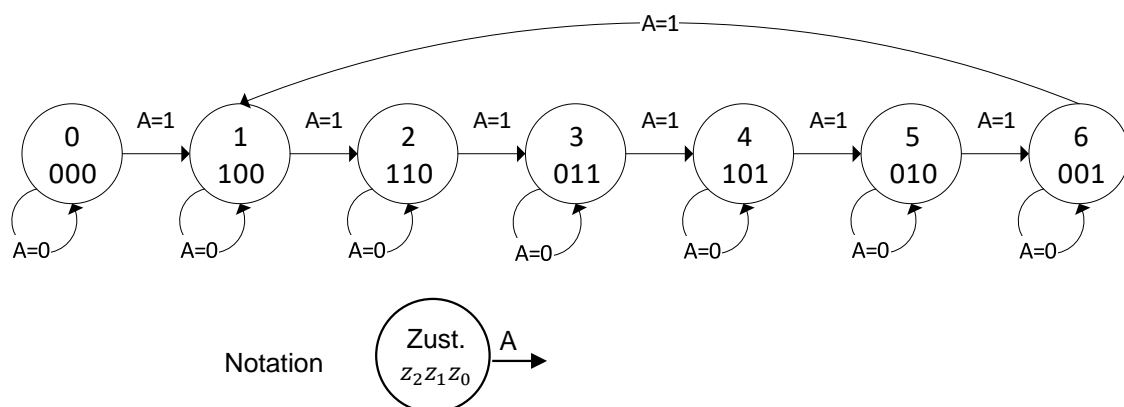 A=1
0 A=1 1 A=1 2 A=1 3 A=1 4 A=1 5 A=1 6
000 100 110 011 101 010 001
A=0 A=0 A=0 A=0 A=0 A=0 A=0
Zust. A
Notation z₂z₁z₀